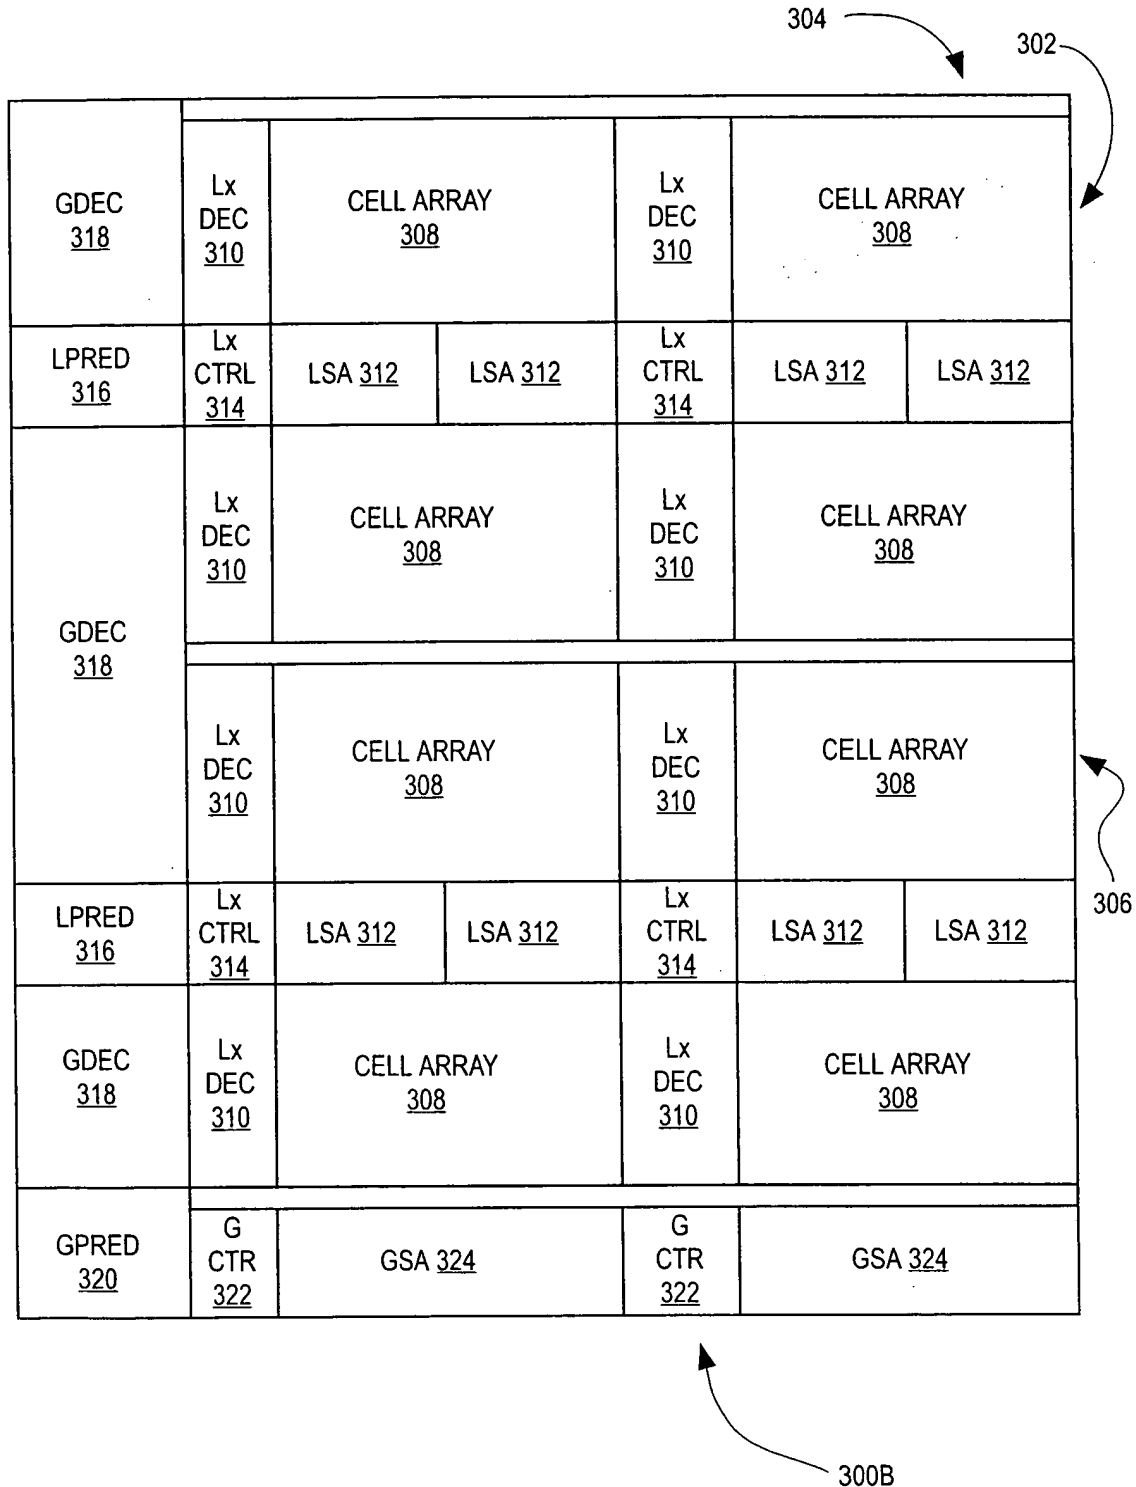 304
302
GDEC
318
Lx
DEC
310
CELL ARRAY
308
Lx
DEC
310
CELL ARRAY
308
LPRED
316
Lx
CTRL
314
LSA 312
LSA 312
Lx
CTRL
314
LSA 312
LSA 312
GDEC
318
Lx
DEC
310
CELL ARRAY
308
Lx
DEC
310
CELL ARRAY
308
Lx
DEC
310
CELL ARRAY
308
Lx
DEC
310
CELL ARRAY
308
306
LPRED
316
Lx
CTRL
314
LSA 312
LSA 312
Lx
CTRL
314
LSA 312
LSA 312
GDEC
318
Lx
DEC
310
CELL ARRAY
308
Lx
DEC
310
CELL ARRAY
308
GPRED
320
G
CTR
322
GSA 324
G
CTR
322
GSA 324
300B